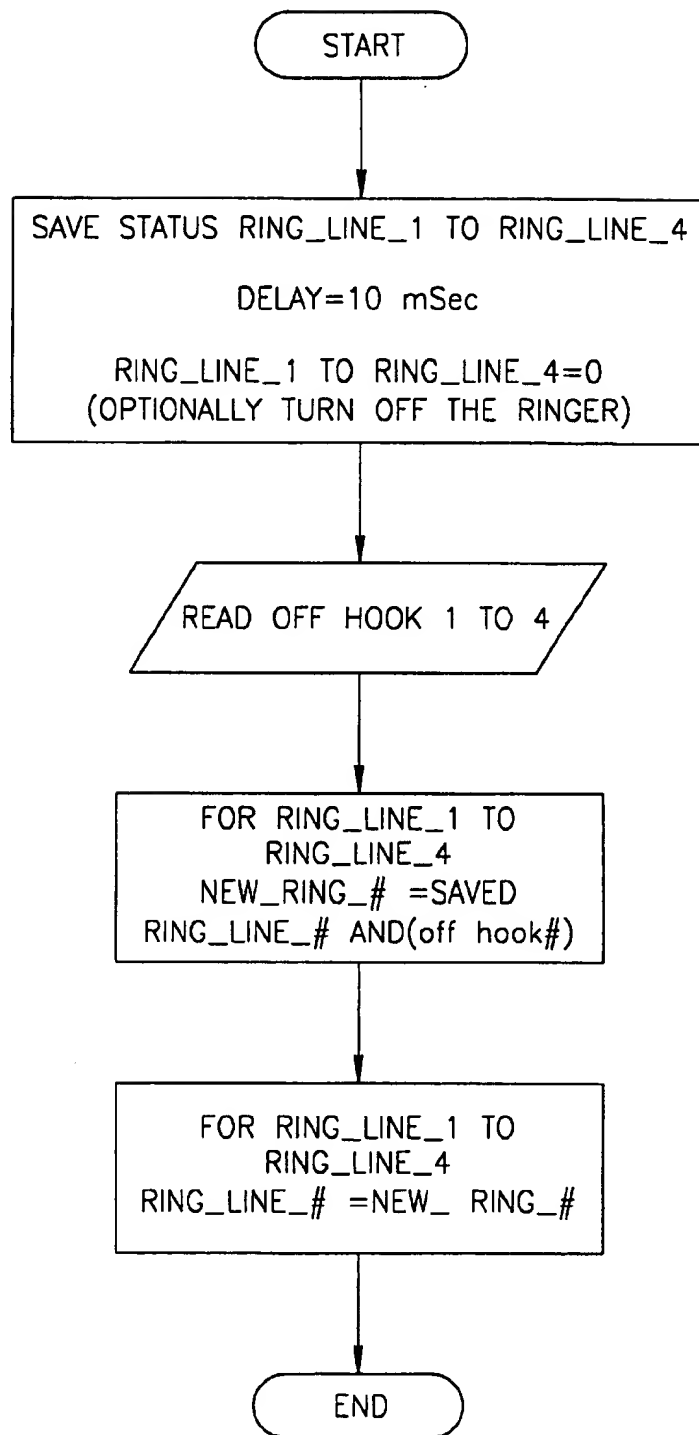 START
SAVE STATUS RING_LINE_1 TO RING_LINE_4
DELAY=10 mSec
RING_LINE_1 TO RING_LINE_4=0
(OPTIONALLY TURN OFF THE RINGER)
READ OFF HOOK 1 TO 4
FOR RING_LINE_1 TO
RING_LINE_4
NEW_RING_# =SAVED
RING_LINE_# AND(off hook#)
FOR RING_LINE_1 TO
RING_LINE_4
RING_LINE_# =NEW_ RING_#
END